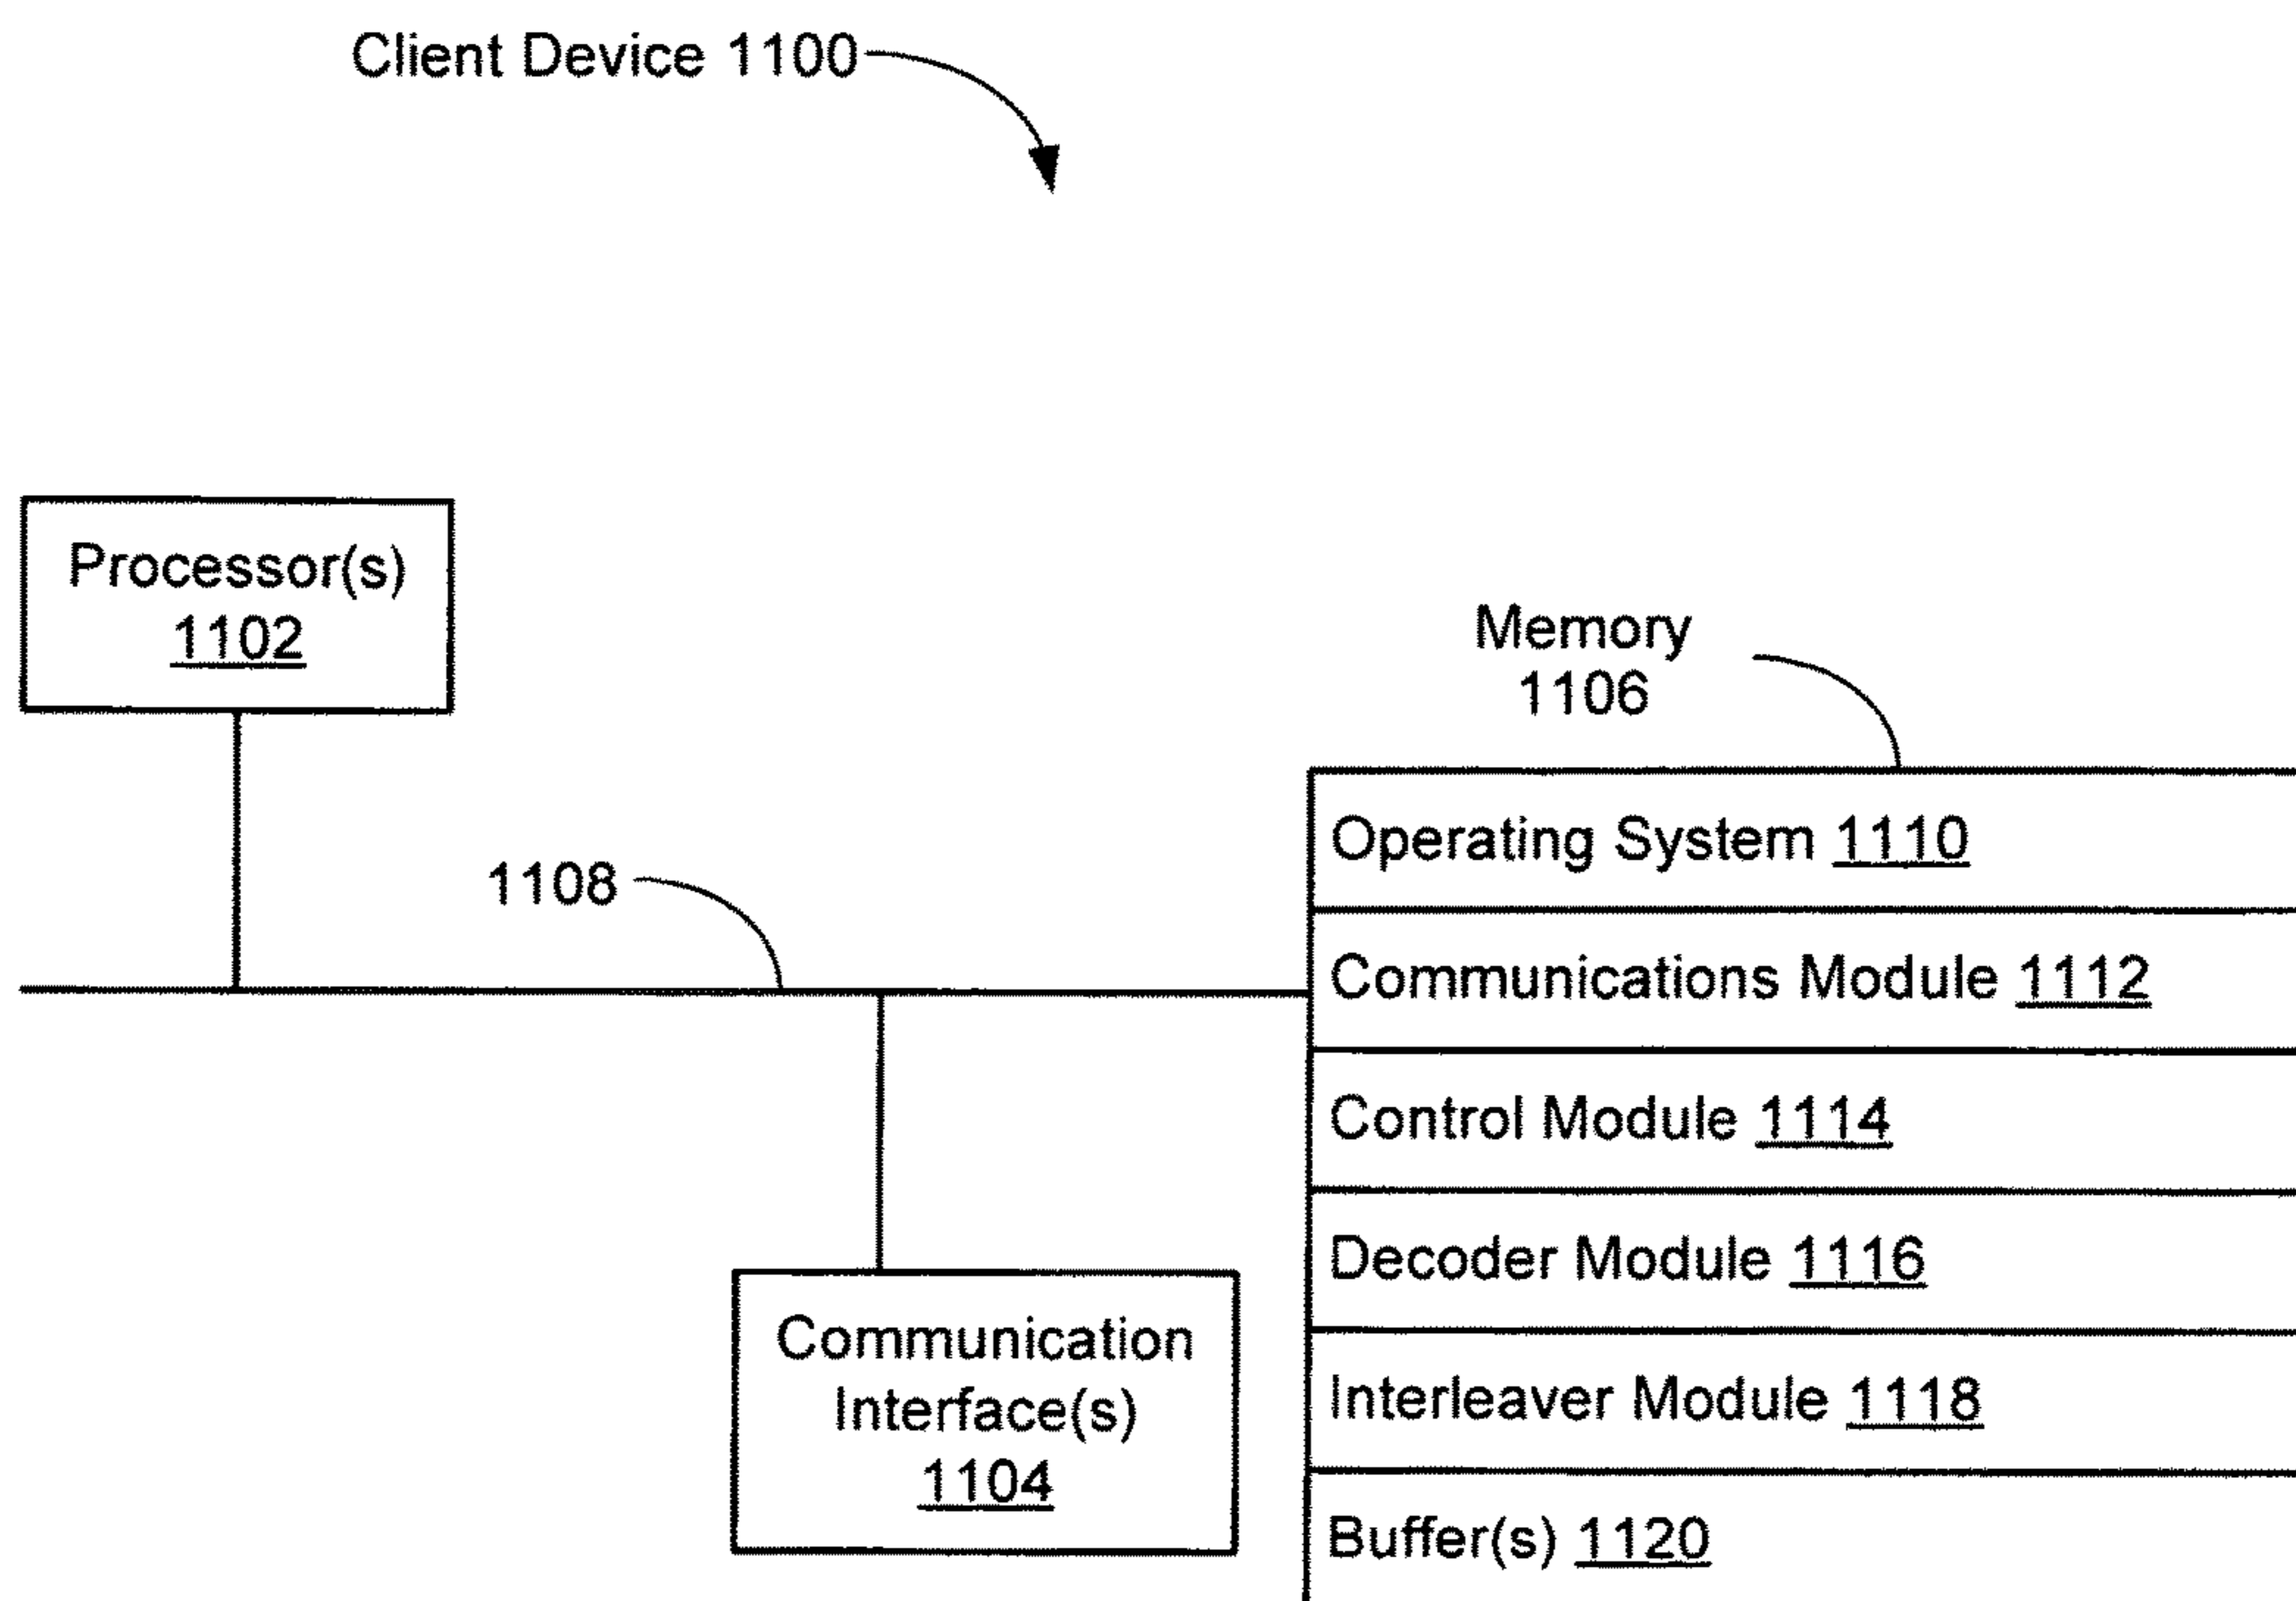 Client Device 1100
Processor(s)
1102
Memory
1106
1108
Operating System 1110
Communications Module 1112
Control Module 1114
Decoder Module 1116
Interleaver Module 1118
Buffer(s) 1120
Communication
Interface(s)
1104